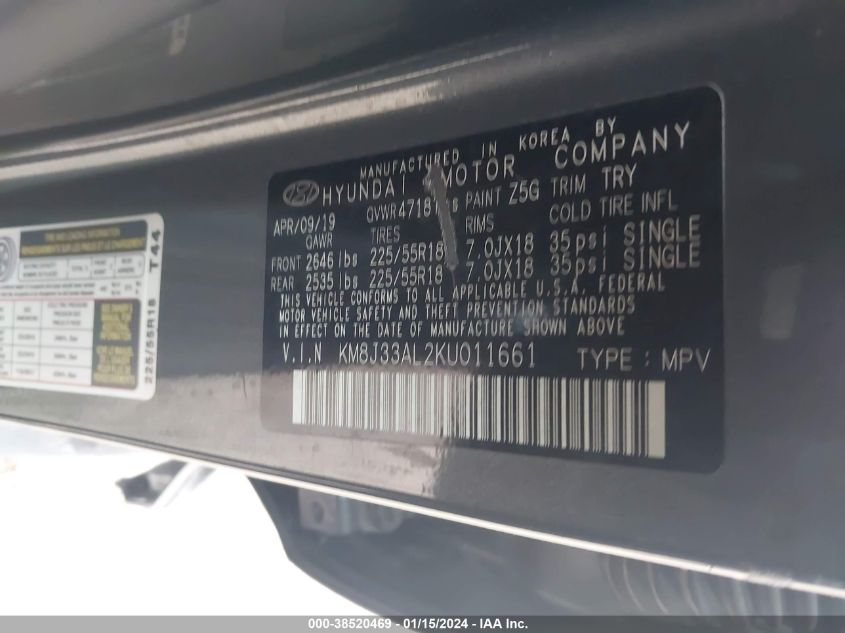 MANUFACTURED IN KOREA BY
HYUNDAI MOTOR COMPANY
APR/09/19 GVWR4718 PAINT Z5G TRIM TRY
GAWR TIRES RIMS COLD TIRE INFL
FRONT 2646 lbs 225/55R18 7.0JX18 35psi SINGLE
REAR 2535 lbs 225/55R18 7.0JX18 35psi SINGLE
THIS VEHICLE CONFORMS TO ALL APPLICABLE U.S.A. FEDERAL
MOTOR VEHICLE SAFETY AND THEFT PREVENTION STANDARDS
IN EFFECT ON THE DATE OF MANUFACTURE SHOWN ABOVE
V.I.N KM8J33AL2KU011661 TYPE : MPV
225/55R18 T44
000-38520469 - 01/15/2024 - IAA Inc.